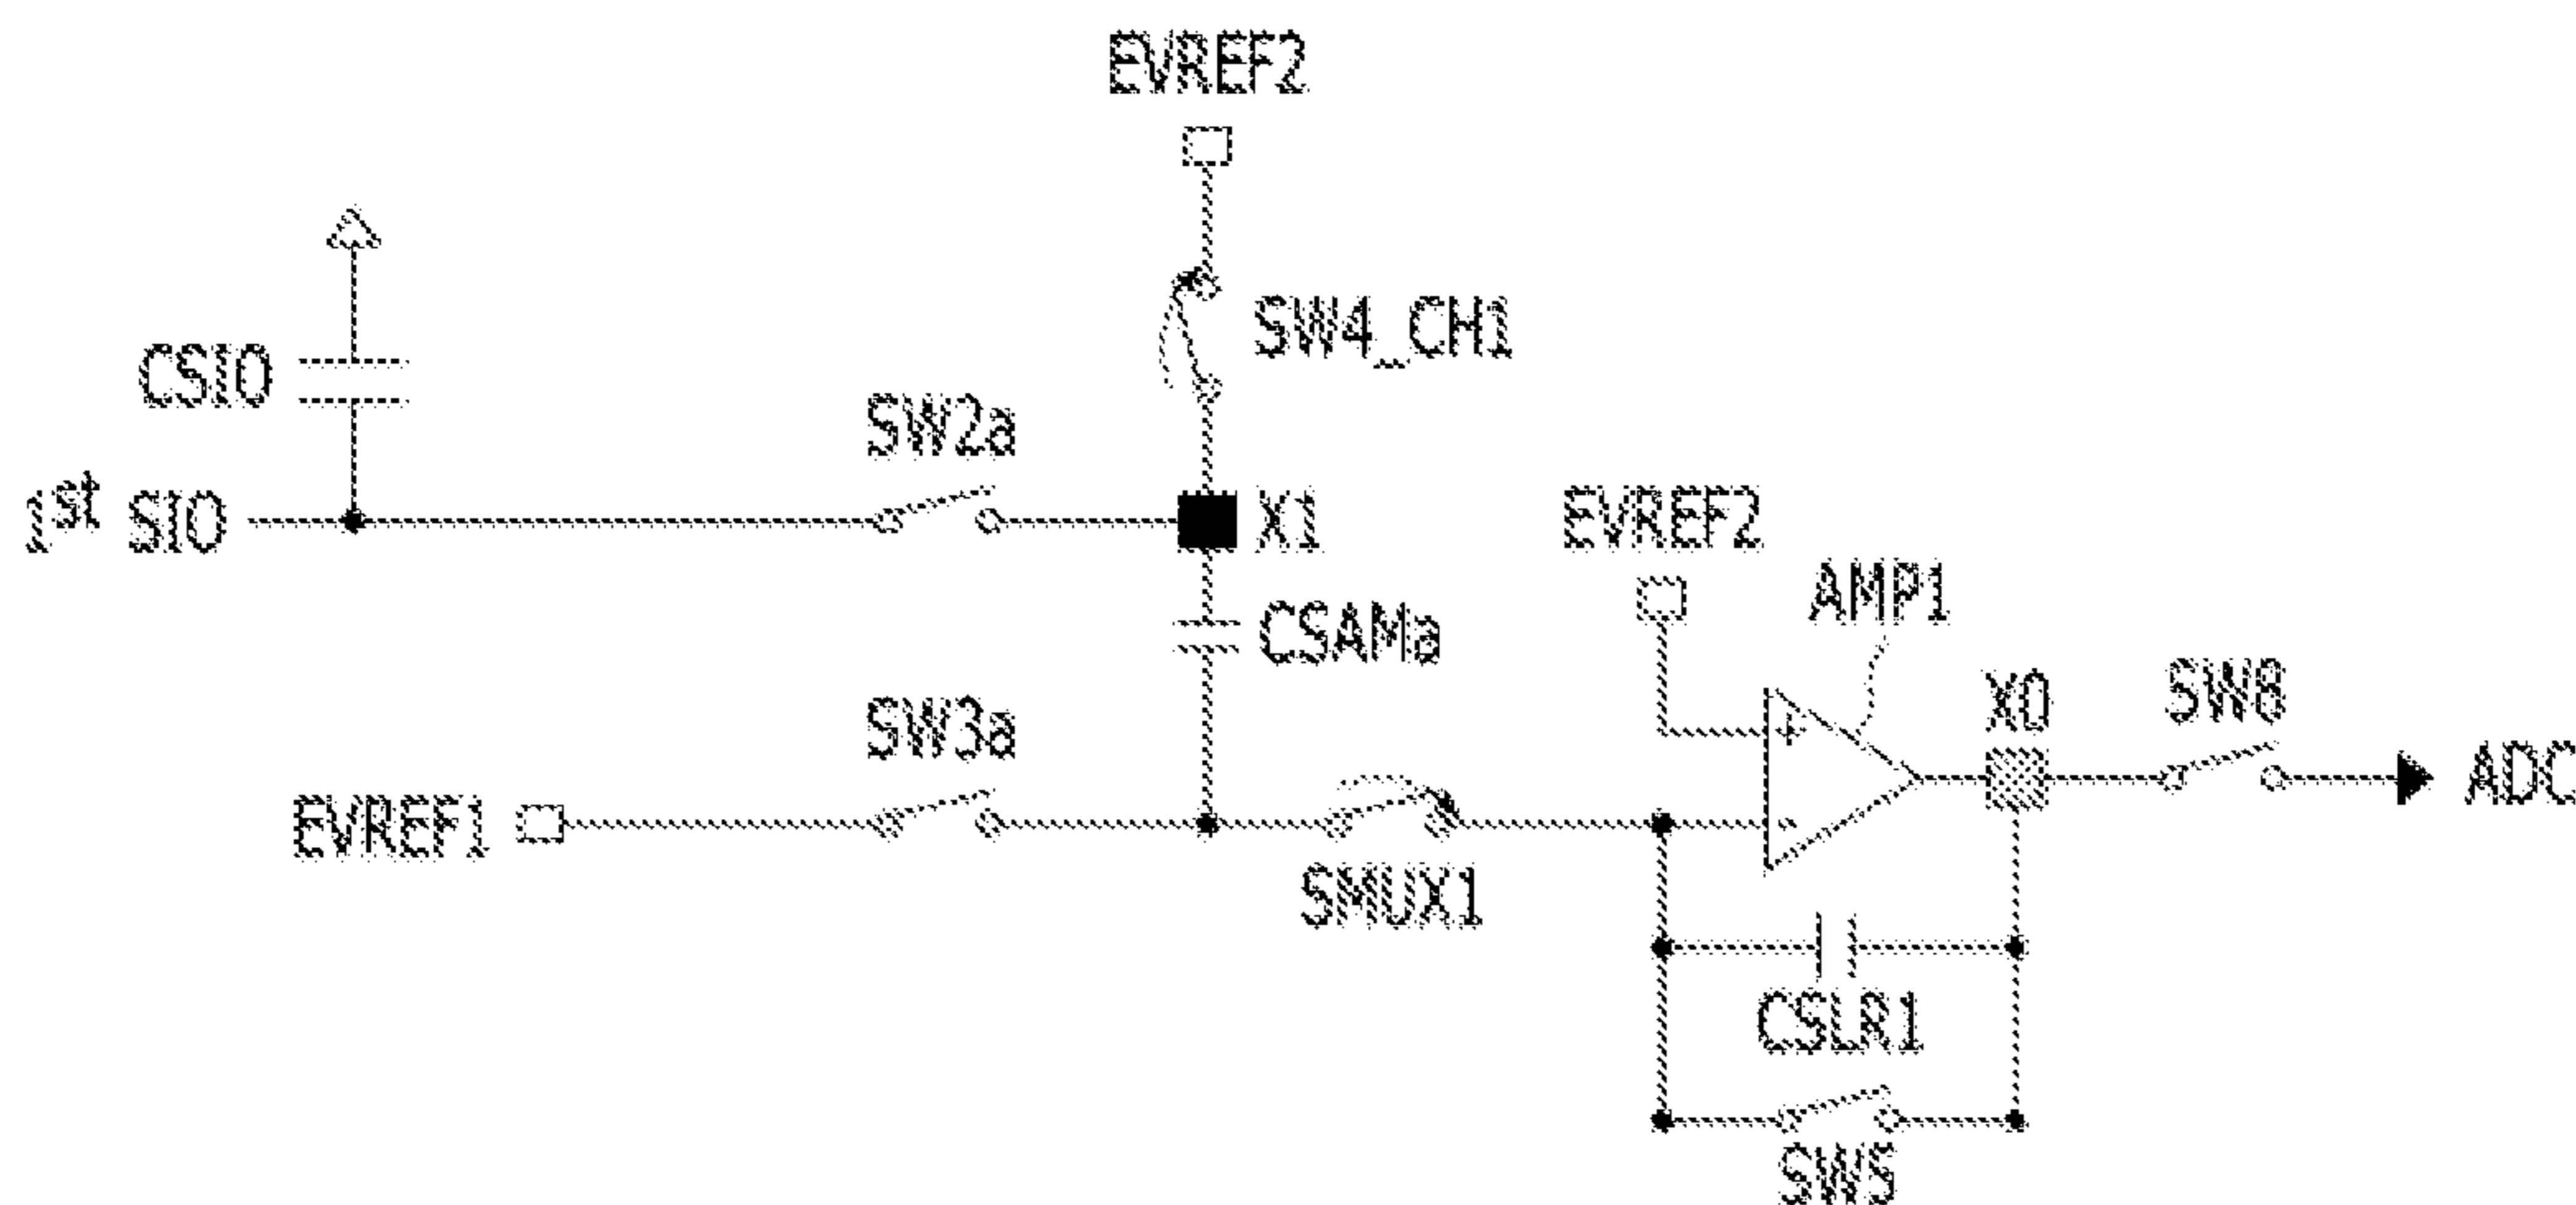 EVREF2
SW4_CH1
CSIO
SW2a
1st SIO
X1
EVREF2
AMP1
CSAMa
X0
SW8
SW3a
+
ADC
EVREF1
-
SMUX1
CSLR1
SW5